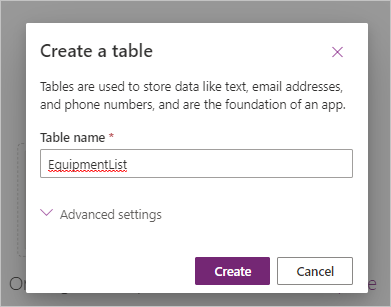 Create a table
Tables are used to store data like text, email addresses,
and phone numbers, and are the foundation of an app.
Table name *
EquipmentList
Advanced settings
Create
Cancel